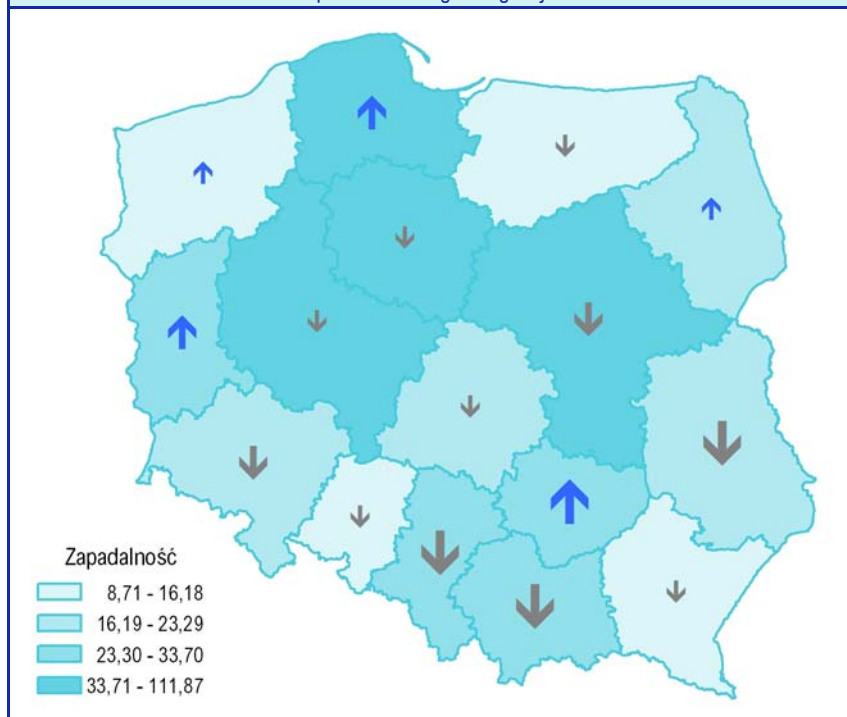 Zapadalność
8,71 - 16,18
16,19 - 23,29
23,30 - 33,70
33,71 - 111,87